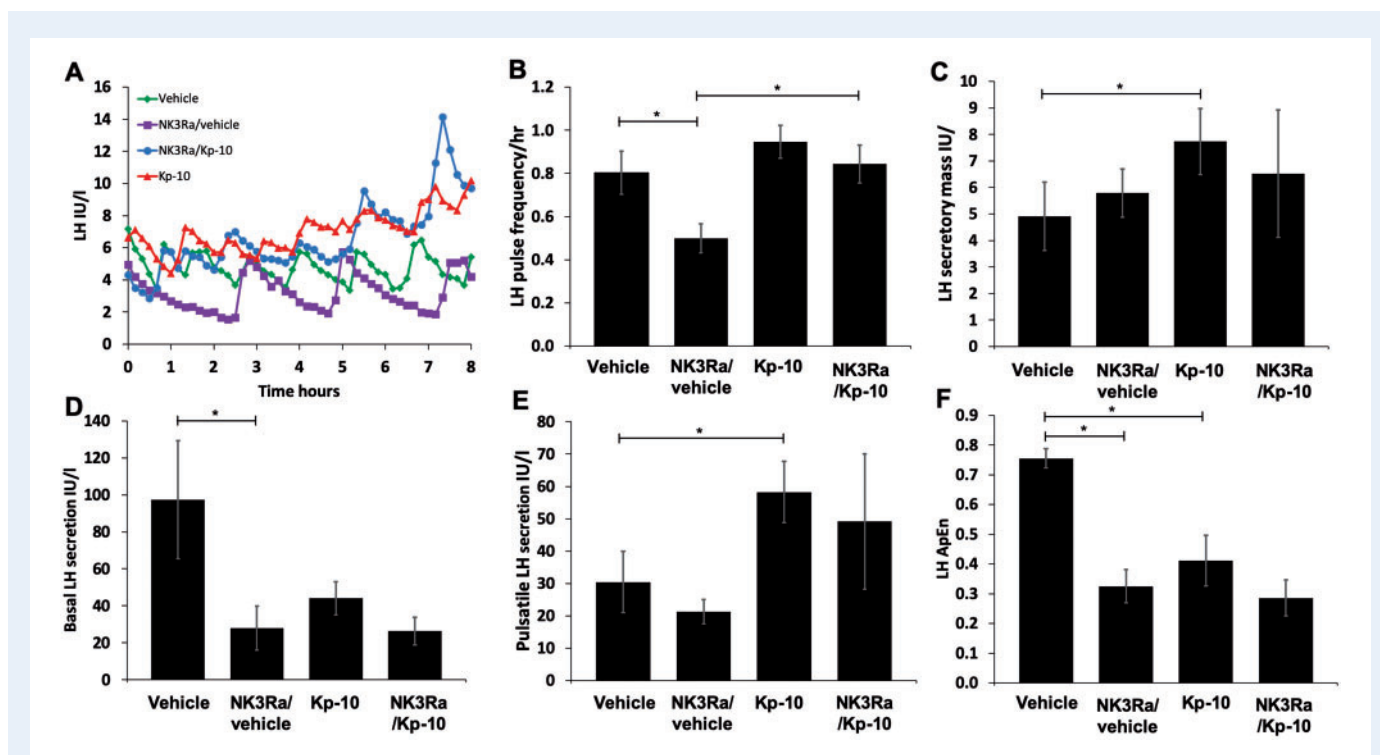 A
LH IU/l
16
14
12
10
8
6
4
2
0
Vehicle
NK3Ra/vehicle
NK3Ra/Kp-10
Kp-10
0 1 2 3 4 5 6 7 8
Time hours
B
LH pulse frequency/hr
1.2
1.0
0.8
0.6
0.4
0.2
0.0
*
*
Vehicle NK3Ra/ Kp-10 NK3Ra
vehicle /Kp-10
C
LH secretory mass IU/
10
9
8
7
6
5
4
3
2
1
0
*
Vehicle NK3Ra/ Kp-10 NK3Ra
vehicle /Kp-10
D
Basal LH secretion IU/l
140
120
100
80
60
40
20
0
*
Vehicle NK3Ra/ Kp-10 NK3Ra
vehicle /Kp-10
E
Pulsatile LH secretion IU/l
80
70
60
50
40
30
20
10
0
*
Vehicle NK3Ra/ Kp-10 NK3Ra
vehicle /Kp-10
F
LH ApEn
0.9
0.8
0.7
0.6
0.5
0.4
0.3
0.2
0.1
0.0
*
*
Vehicle NK3Ra/ Kp-10 NK3Ra
vehicle /Kp-10